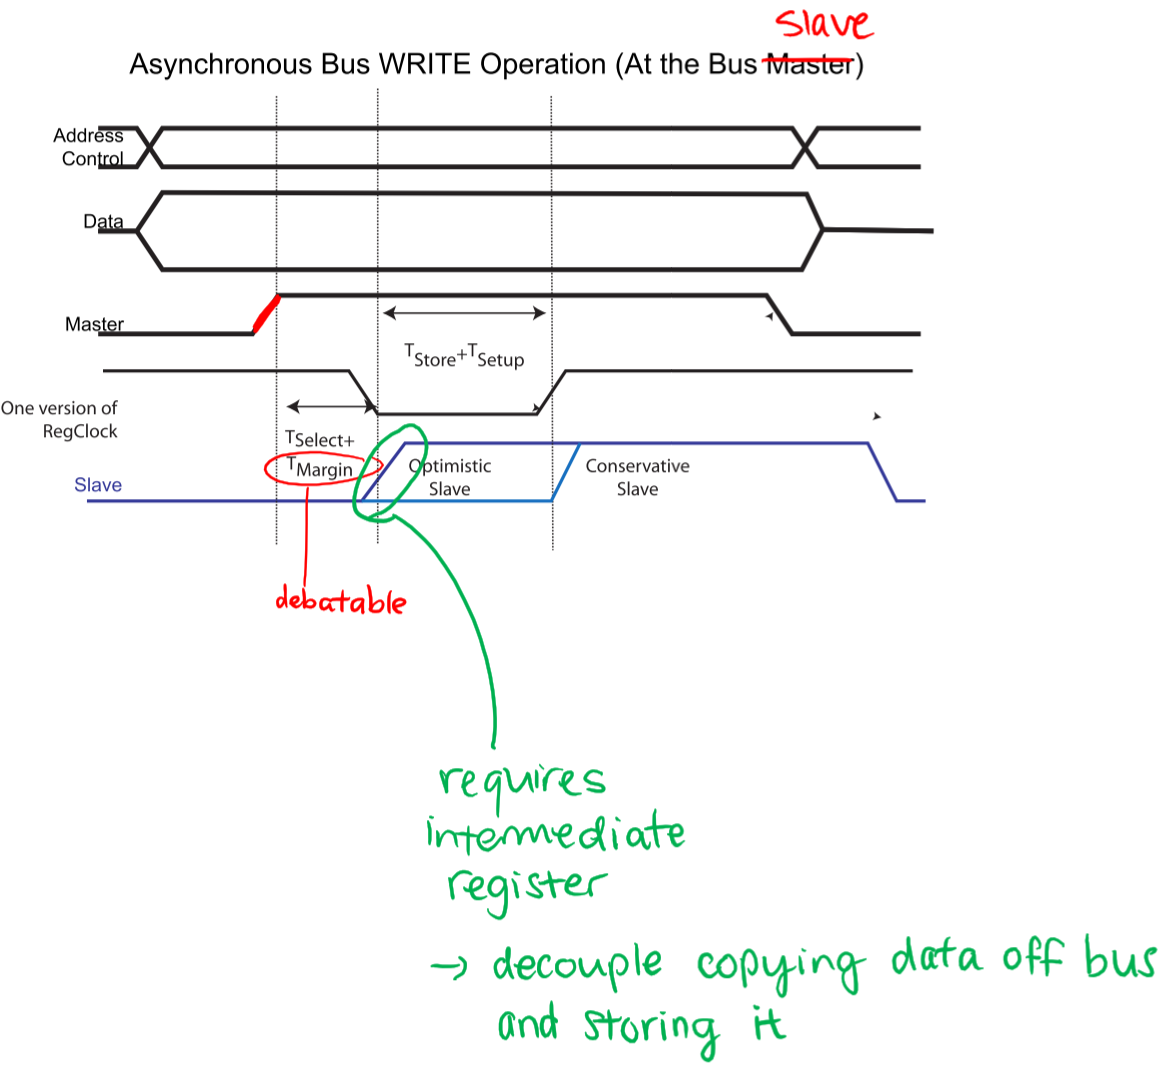 slave
Asynchronous Bus WRITE Operation (At the Bus Master)
Address
Control
Data
Master
TStore+TSetup
One version of
RegClock
TSelect+
TMargin
Optimistic
Slave
Conservative
Slave
Slave
debatable
requires
intermediate
register
→ decouple copying data off bus
and storing it